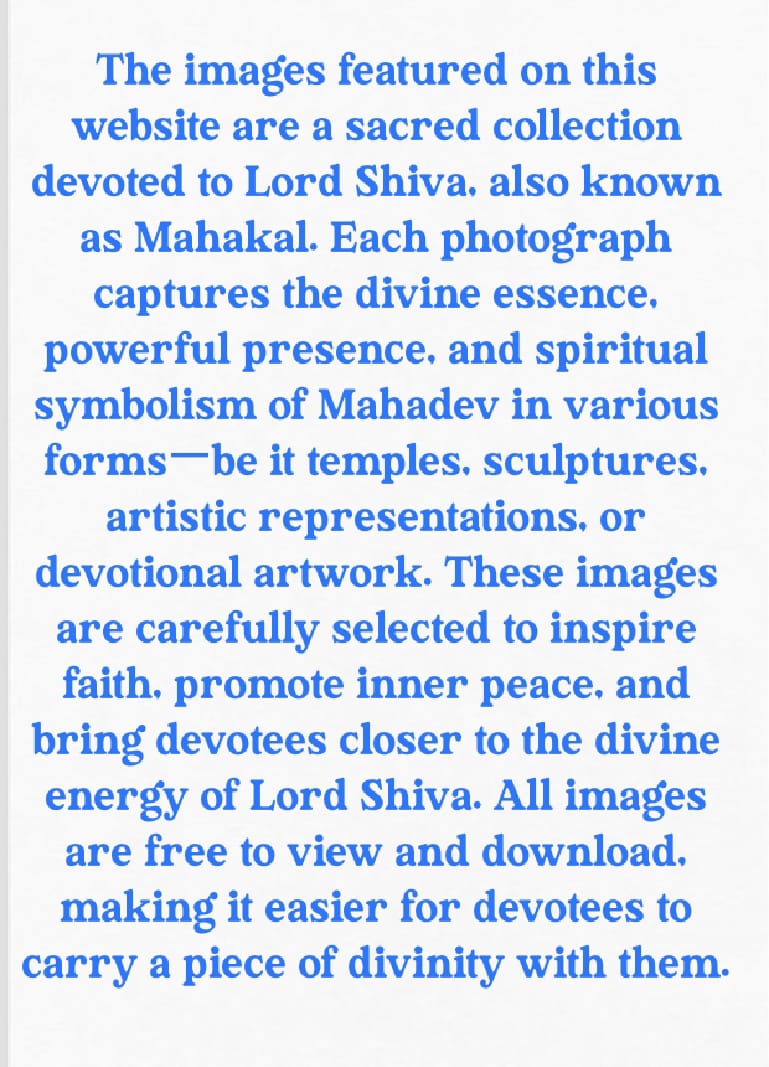 The images featured on this
website are a sacred collection
devoted to Lord Shiva, also known
as Mahakal. Each photograph
captures the divine essence,
powerful presence, and spiritual
symbolism of Mahadev in various
forms—be it temples, sculptures,
artistic representations, or
devotional artwork. These images
are carefully selected to inspire
faith, promote inner peace, and
bring devotees closer to the divine
energy of Lord Shiva. All images
are free to view and download,
making it easier for devotees to
carry a piece of divinity with them.